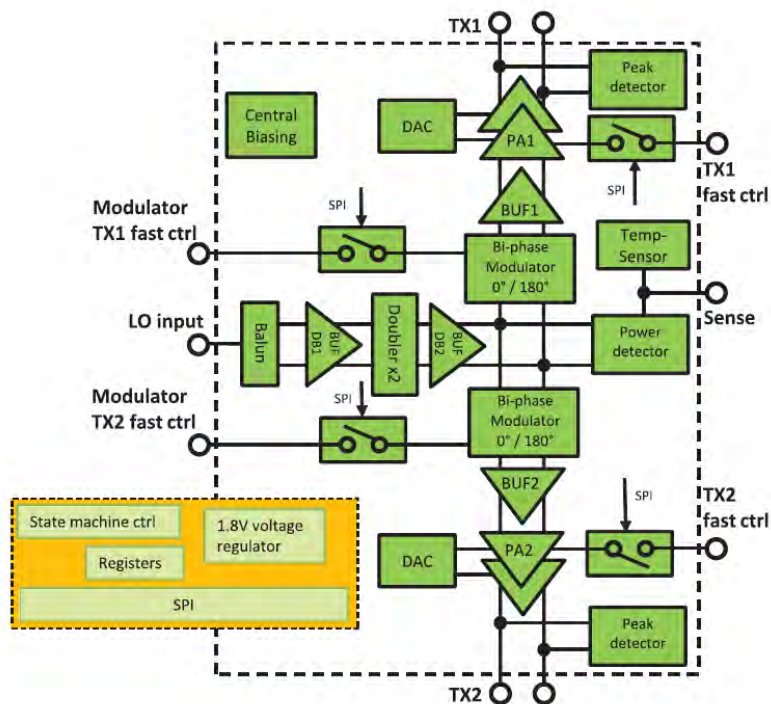 TX1
Peak
detector
Central
Biasing
DAC
PA1
TX1
fast ctrl
SPI
Modulator
TX1 fast ctrl
SPI
BUF1
Bi-phase
Modulator
0° / 180°
Temp-
Sensor
LO input
Balun
BUF
DB1
Doubler
x2
BUF
DB2
Power
detector
Sense
Modulator
TX2 fast ctrl
SPI
Bi-phase
Modulator
0° / 180°
BUF2
SPI
TX2
fast ctrl
State machine ctrl
1.8V voltage
regulator
Registers
SPI
DAC
PA2
Peak
detector
TX2